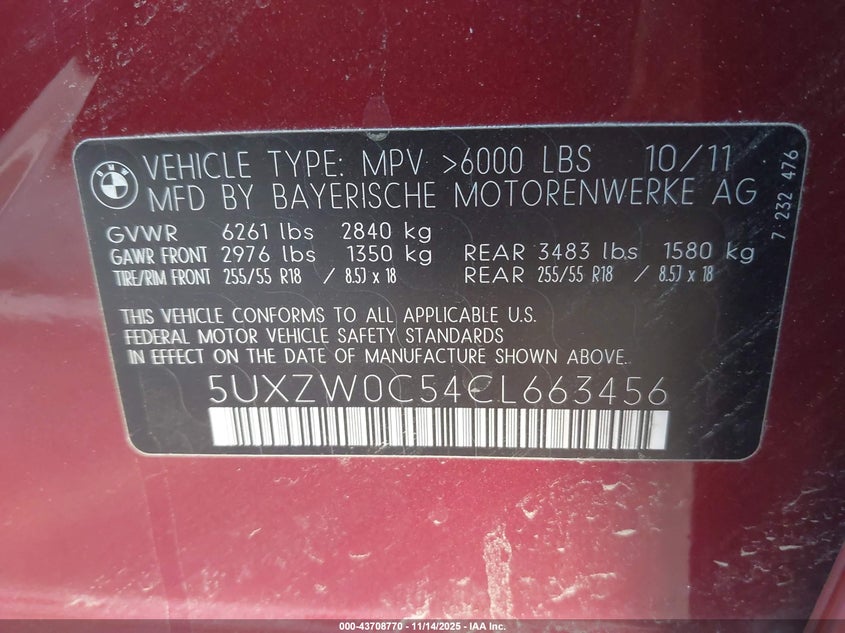 BMW
VEHICLE TYPE: MPV >6000 LBS 10/11
MFD BY BAYERISCHE MOTORENWERKE AG
GVWR 6261 lbs 2840 kg
GAWR FRONT 2976 lbs 1350 kg REAR 3483 lbs 1580 kg
TIRE/RIM FRONT 255/55 R18 / 8.5J x 18 REAR 255/55 R18 / 8.5J x 18
THIS VEHICLE CONFORMS TO ALL APPLICABLE U.S.
FEDERAL MOTOR VEHICLE SAFETY STANDARDS
IN EFFECT ON THE DATE OF MANUFACTURE SHOWN ABOVE.
5UXZW0C54CL663456
7 232 476
000-43708770 - 11/14/2025 - IAA Inc.